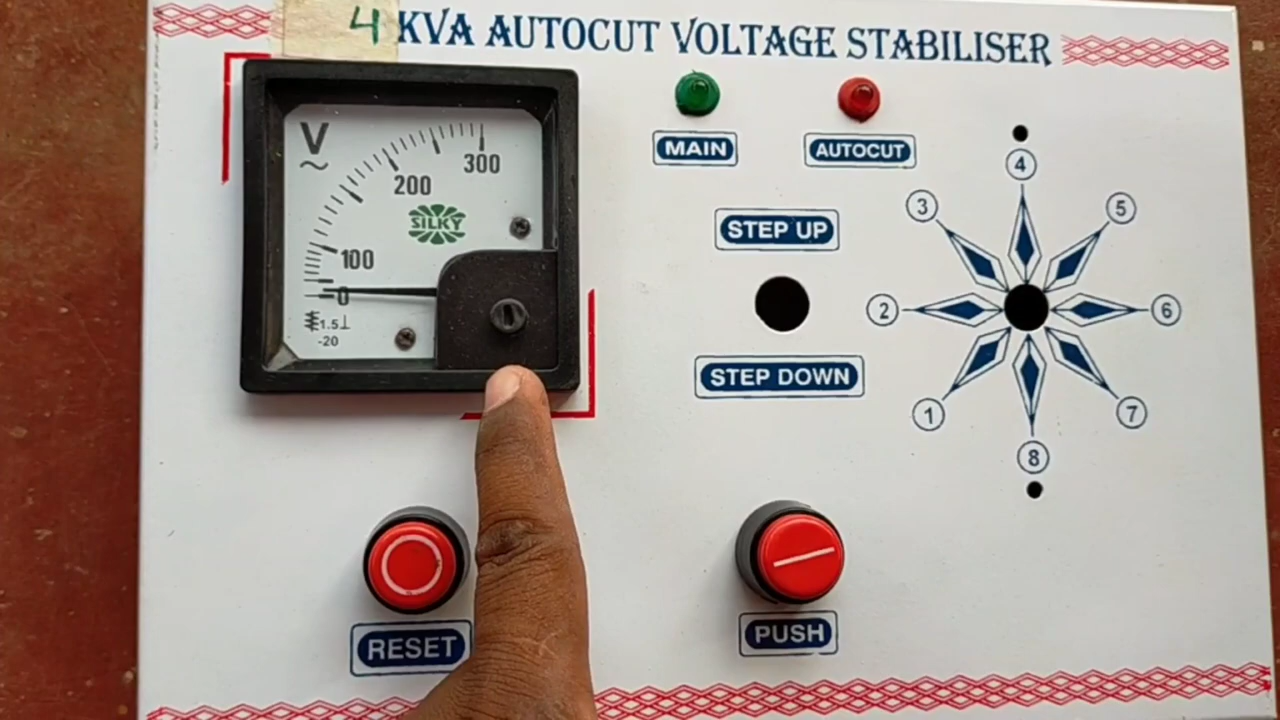 4 KVA AUTOCUT VOLTAGE STABILISER
V
300
200
SILKY
100
0
1.5
-20
MAIN
AUTOCUT
STEP UP
STEP DOWN
4
3
5
2
6
1
7
8
RESET
PUSH